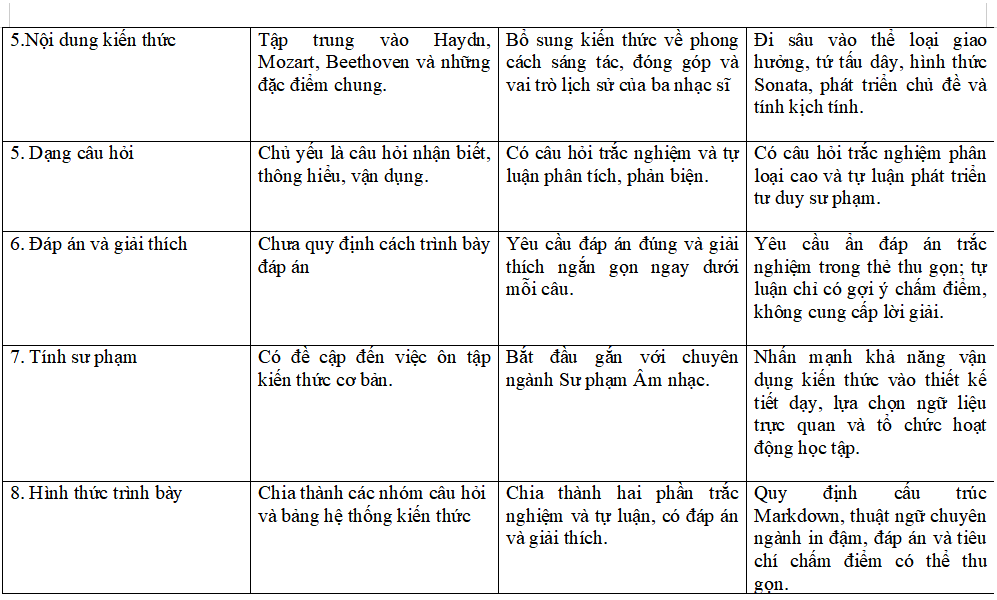 5.Nội dung kiến thức
Tập trung vào Haydn,
Mozart, Beethoven và những
đặc điểm chung.
Bổ sung kiến thức về phong
cách sáng tác, đóng góp và
vai trò lịch sử của ba nhạc sĩ
Đi sâu vào thể loại giao
hưởng, tứ tấu dây, hình thức
Sonata, phát triển chủ đề và
tính kịch tính.
5. Dạng câu hỏi
Chủ yếu là câu hỏi nhận biết,
thông hiểu, vận dụng.
Có câu hỏi trắc nghiệm và tự
luận phân tích, phản biện.
Có câu hỏi trắc nghiệm phân
loại cao và tự luận phát triển
tư duy sư phạm.
6. Đáp án và giải thích
Chưa quy định cách trình bày
đáp án
Yêu cầu đáp án đúng và giải
thích ngắn gọn ngay dưới
mỗi câu.
Yêu cầu ẩn đáp án trắc
nghiệm trong thẻ thu gọn; tự
luận chỉ có gợi ý chấm điểm,
không cung cấp lời giải.
7. Tính sư phạm
Có đề cập đến việc ôn tập
kiến thức cơ bản.
Bắt đầu gắn với chuyên
ngành Sư phạm Âm nhạc.
Nhấn mạnh khả năng vận
dụng kiến thức vào thiết kế
tiết dạy, lựa chọn ngữ liệu
trực quan và tổ chức hoạt
động học tập.
8. Hình thức trình bày
Chia thành các nhóm câu hỏi
và bảng hệ thống kiến thức
Chia thành hai phần trắc
nghiệm và tự luận, có đáp án
và giải thích.
Quy định cấu trúc
Markdown, thuật ngữ chuyên
ngành in đậm, đáp án và tiêu
chí chấm điểm có thể thu
gọn.